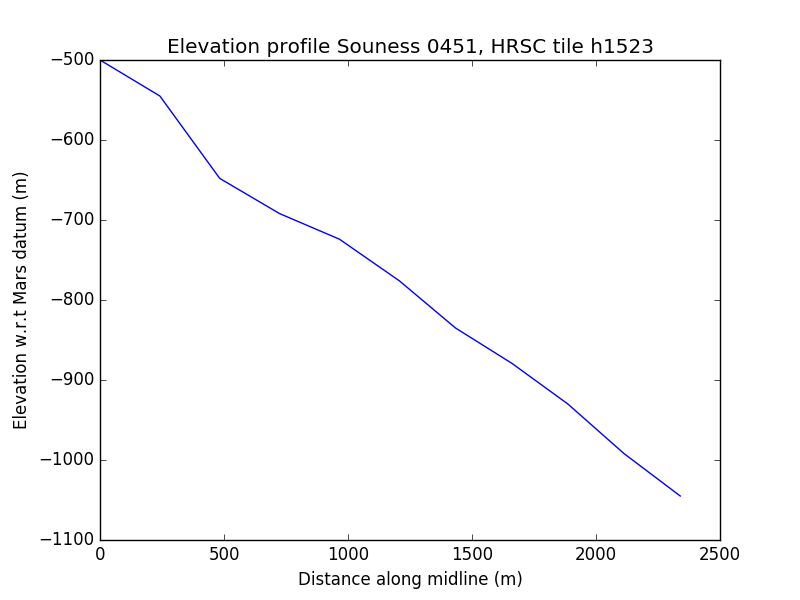 Elevation profile Souness 0451, HRSC tile h1523
Elevation w.r.t Mars datum (m)
−500
−600
−700
−800
−900
−1000
−1100
0 500 1000 1500 2000 2500
Distance along midline (m)